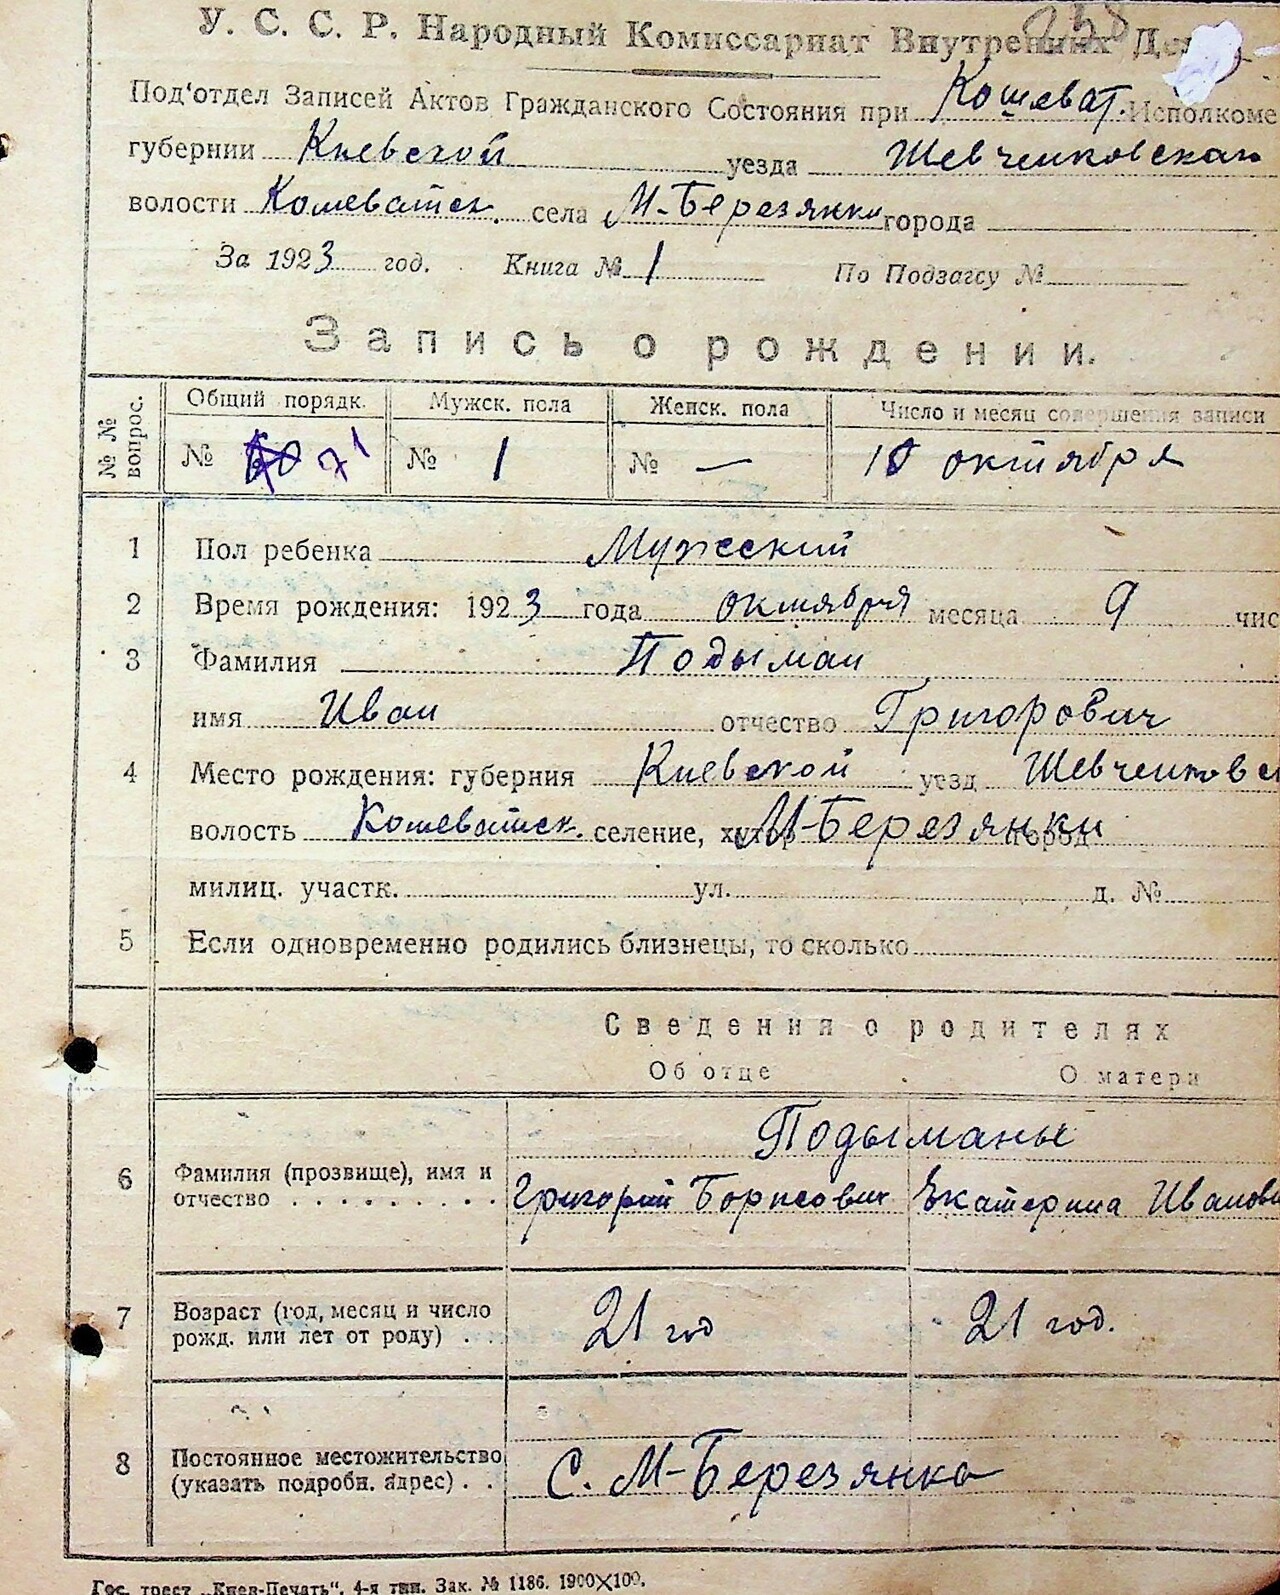 У. С. С. Р. Народный Комиссариат Внутренних
Под‘отдел Записей Актов Гражданского Состояния при Кошеват. Исполкоме
губернии Киевской уезда Шевченковская
волости Кошеватск. села М-Березянки города
За 1923 год. Книга № 1 По Подзагсу №
Запись о рождении.
№ № вопрос. Общий порядк. Мужск. пола Женск. пола Число и месяц совершения записи
№ 71 № 1 № — 10 октября
1 Пол ребенка Мужеский
2 Время рождения: 1923 года октября месяца 9 чис
3 Фамилия Подыман
имя Иван отчество Григорович
4 Место рождения: губерния Киевской уезд Шевченковск
волость Кошеватск. селение, хутор М-Березянки город
милиц. участк. ул. д. №
5 Если одновременно родились близнецы, то сколько
Сведения о родителях
Об отце О матери
Подыманы
6 Фамилия (прозвище), имя и
отчество Григорий Борисович Екатерина Иванов
7 Возраст (год, месяц и число
рожд. или лет от роду) . . 21 год 21 год.
8 Постоянное местожительство
(указать подробн. адрес) . . С. М-Березянка
Гос. трест „Киев-Печать“. 4-я тип. Зак. № 1186. 1900×100.